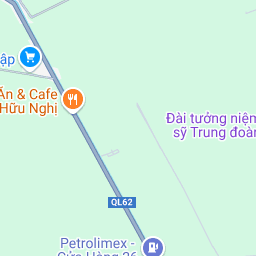 ập
Ăn & Cafe
Hữu Nghị
Đài tưởng niệm
sỹ Trung đoàn
QL62
Petrolimex -
Cửa Hàng 26